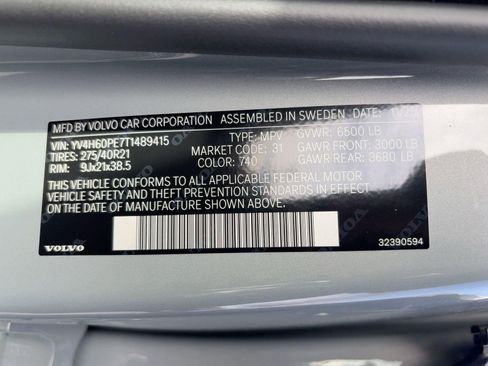 MFD. BY VOLVO CAR CORPORATION ASSEMBLED IN SWEDEN DATE
VIN: YV4H60PE7T1489415 TYPE: MPV GVWR: 6500 LB
TIRES: 275/40R21 MARKET CODE: 31 GAWR FRONT: 3000 LB
RIM: 9Jx21x38.5 COLOR: 740 GAWR REAR: 3680 LB
THIS VEHICLE CONFORMS TO ALL APPLICABLE U.S. FEDERAL MOTOR
VEHICLE SAFETY AND THEFT PREVENTION STANDARDS IN EFFECT ON THE
DATE OF MANUFACTURE SHOWN ABOVE.
VOLVO 32390594